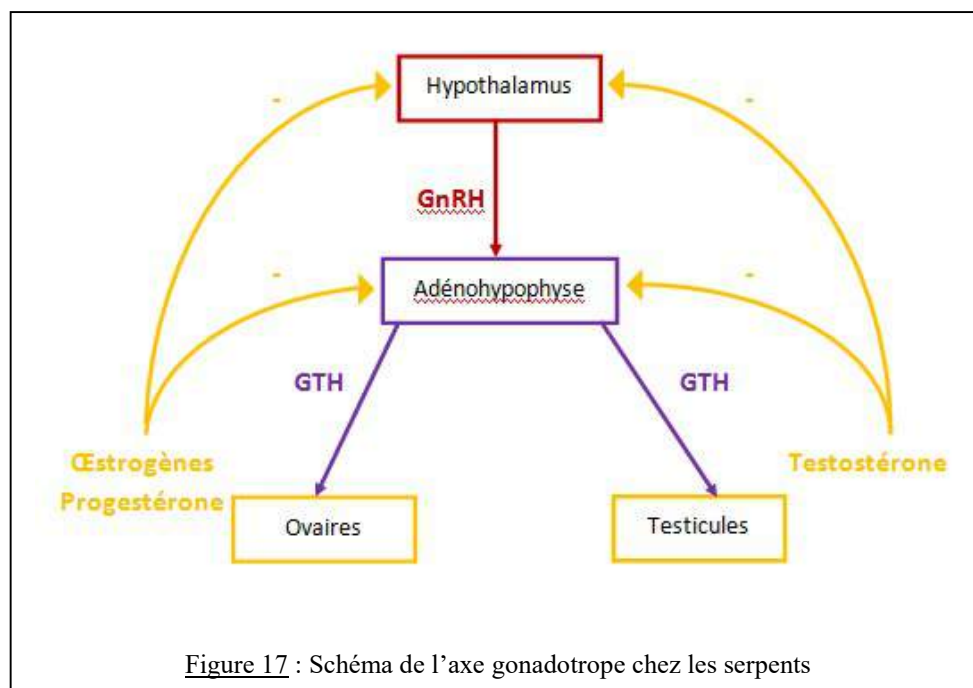 -
-
Hypothalamus
GnRH
-
-
Adénohypophyse
GTH
GTH
Œstrogènes
Progestérone
Testostérone
Ovaires
Testicules
Figure 17 : Schéma de l’axe gonadotrope chez les serpents